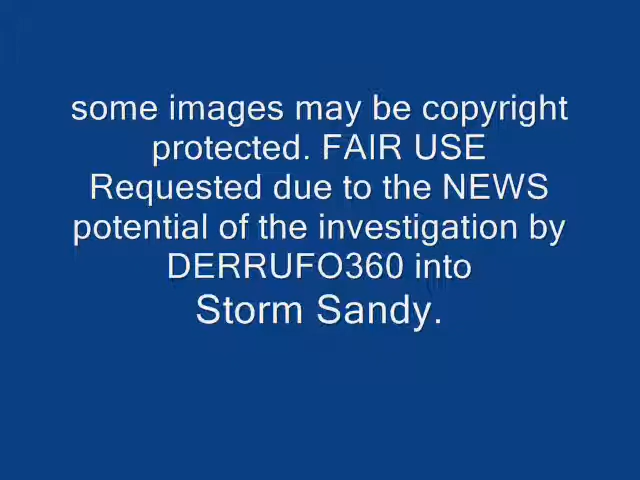 some images may be copyright
protected. FAIR USE
Requested due to the NEWS
potential of the investigation by
DERRUFO360 into
Storm Sandy.